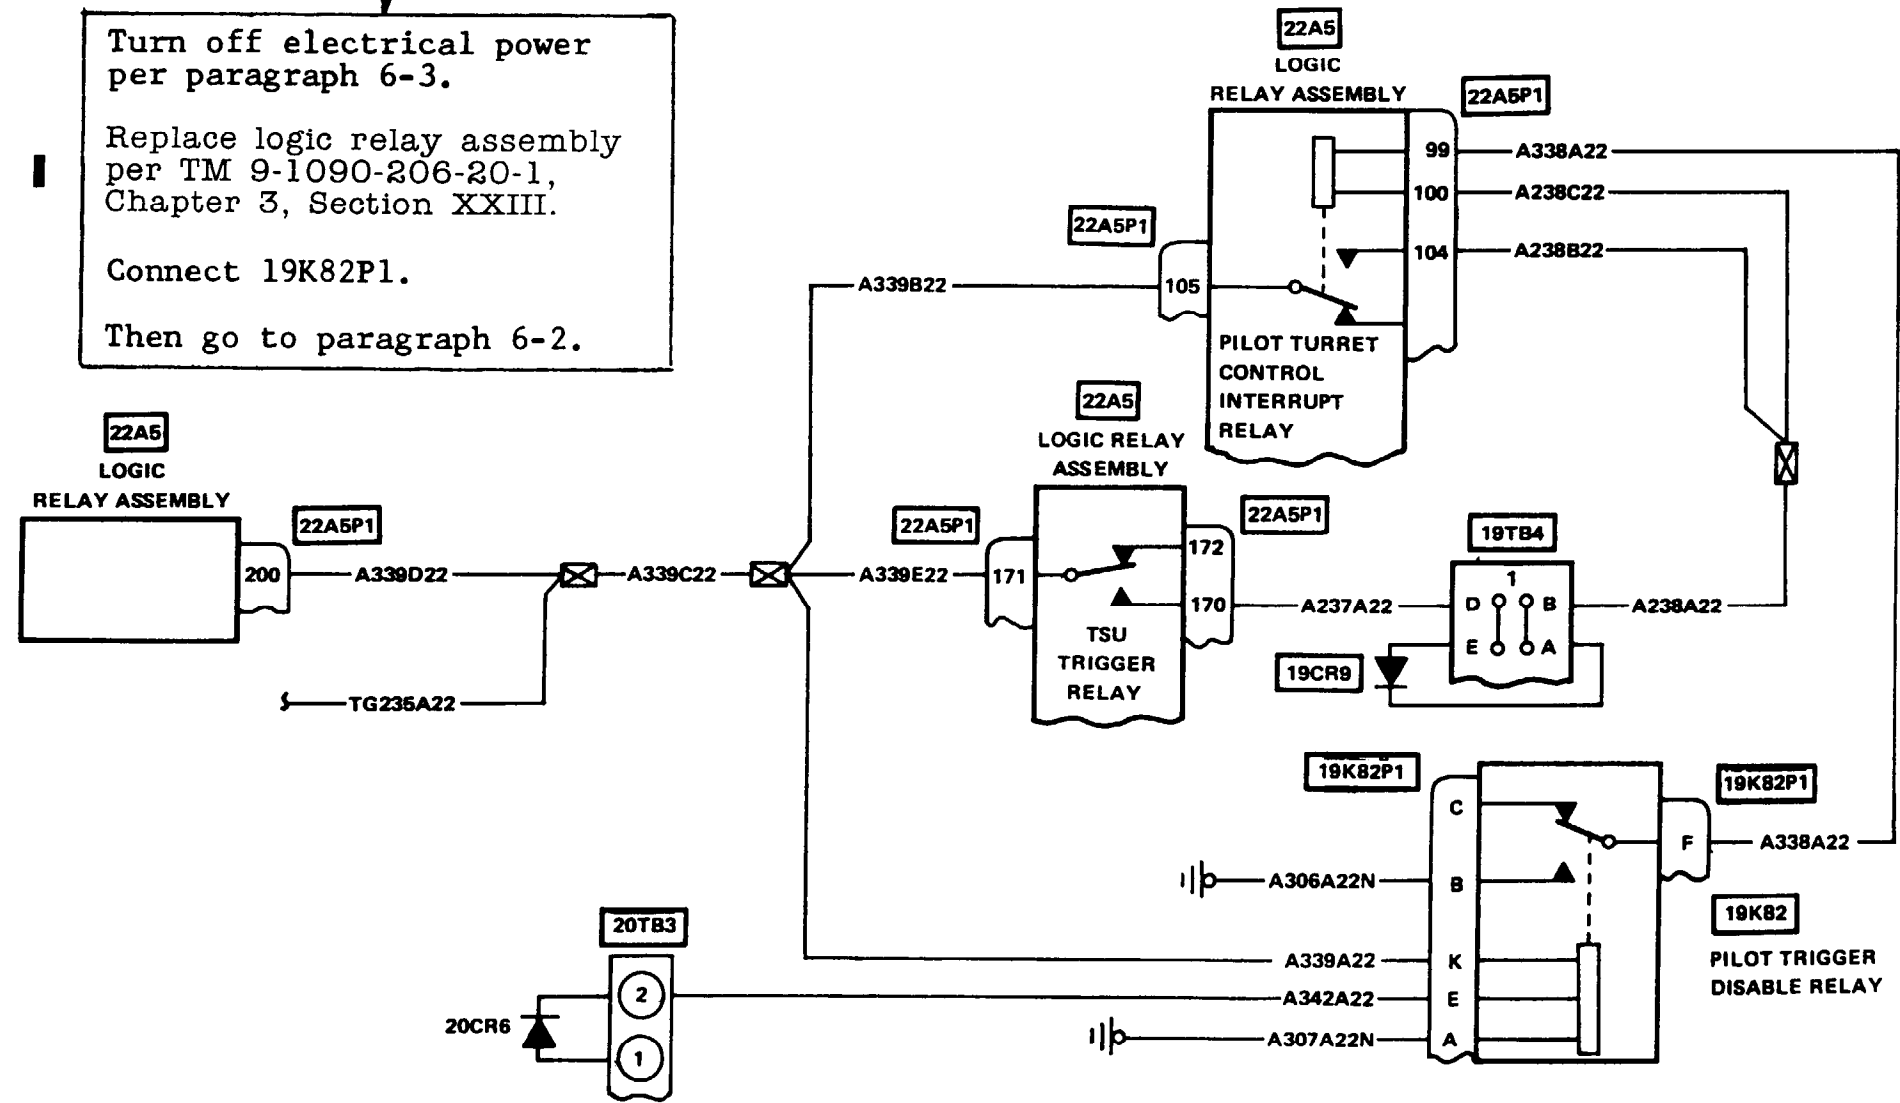 Turn off electrical power
per paragraph 6-3.
Replace logic relay assembly
per TM 9-1090-206-20-1,
Chapter 3, Section XXIII.
Connect 19K82P1.
Then go to paragraph 6-2.
22A5
LOGIC
RELAY ASSEMBLY
22A5P1
99
A338A22
100
A238C22
104
A238B22
22A5P1
105
A339B22
PILOT TURRET
CONTROL
INTERRUPT
RELAY
22A5
LOGIC
RELAY ASSEMBLY
22A5P1
200
A339D22
A339C22
A339E22
TG235A22
22A5
LOGIC RELAY
ASSEMBLY
22A5P1
171
22A5P1
172
170
TSU
TRIGGER
RELAY
A237A22
19TB4
1
D
B
E
A
A238A22
19CR9
19K82P1
C
B
K
E
A
A306A22N
A339A22
A342A22
A307A22N
19K82P1
F
A338A22
19K82
PILOT TRIGGER
DISABLE RELAY
20TB3
2
1
20CR6